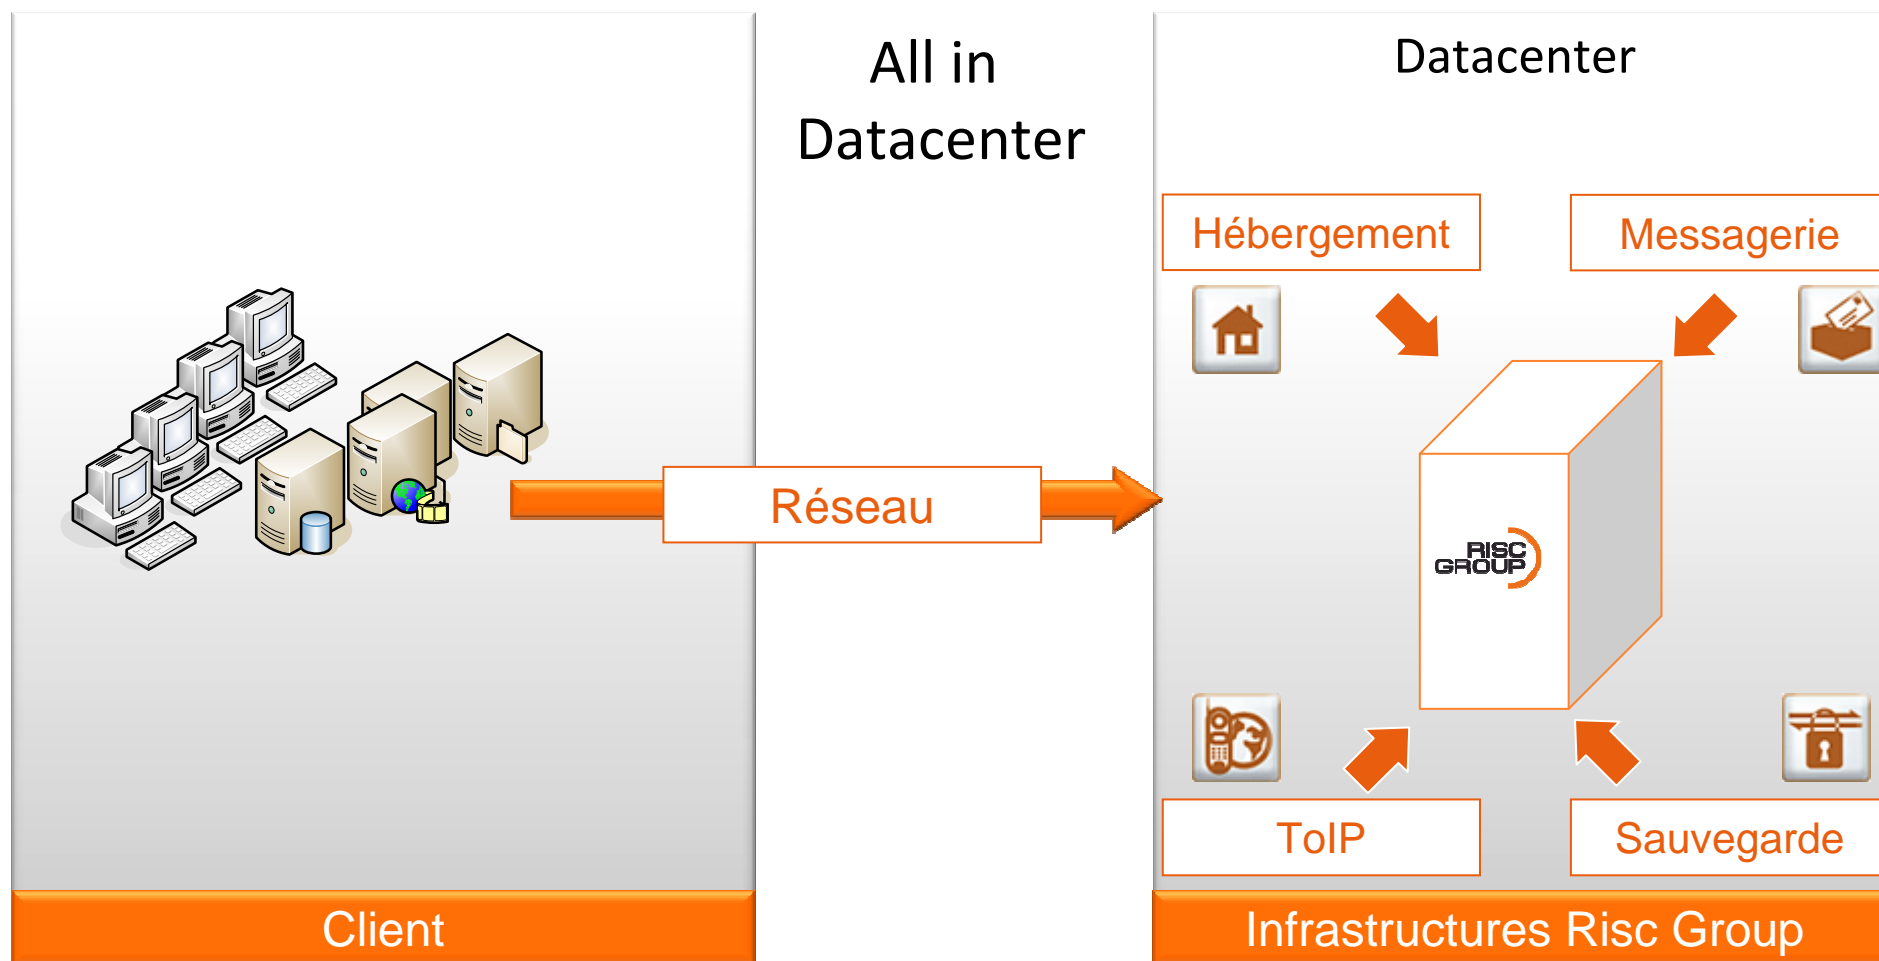 All in
Datacenter
Datacenter
Hébergement
Messagerie
Réseau
RISC
GROUP
ToIP
Sauvegarde
Client
Infrastructures Risc Group